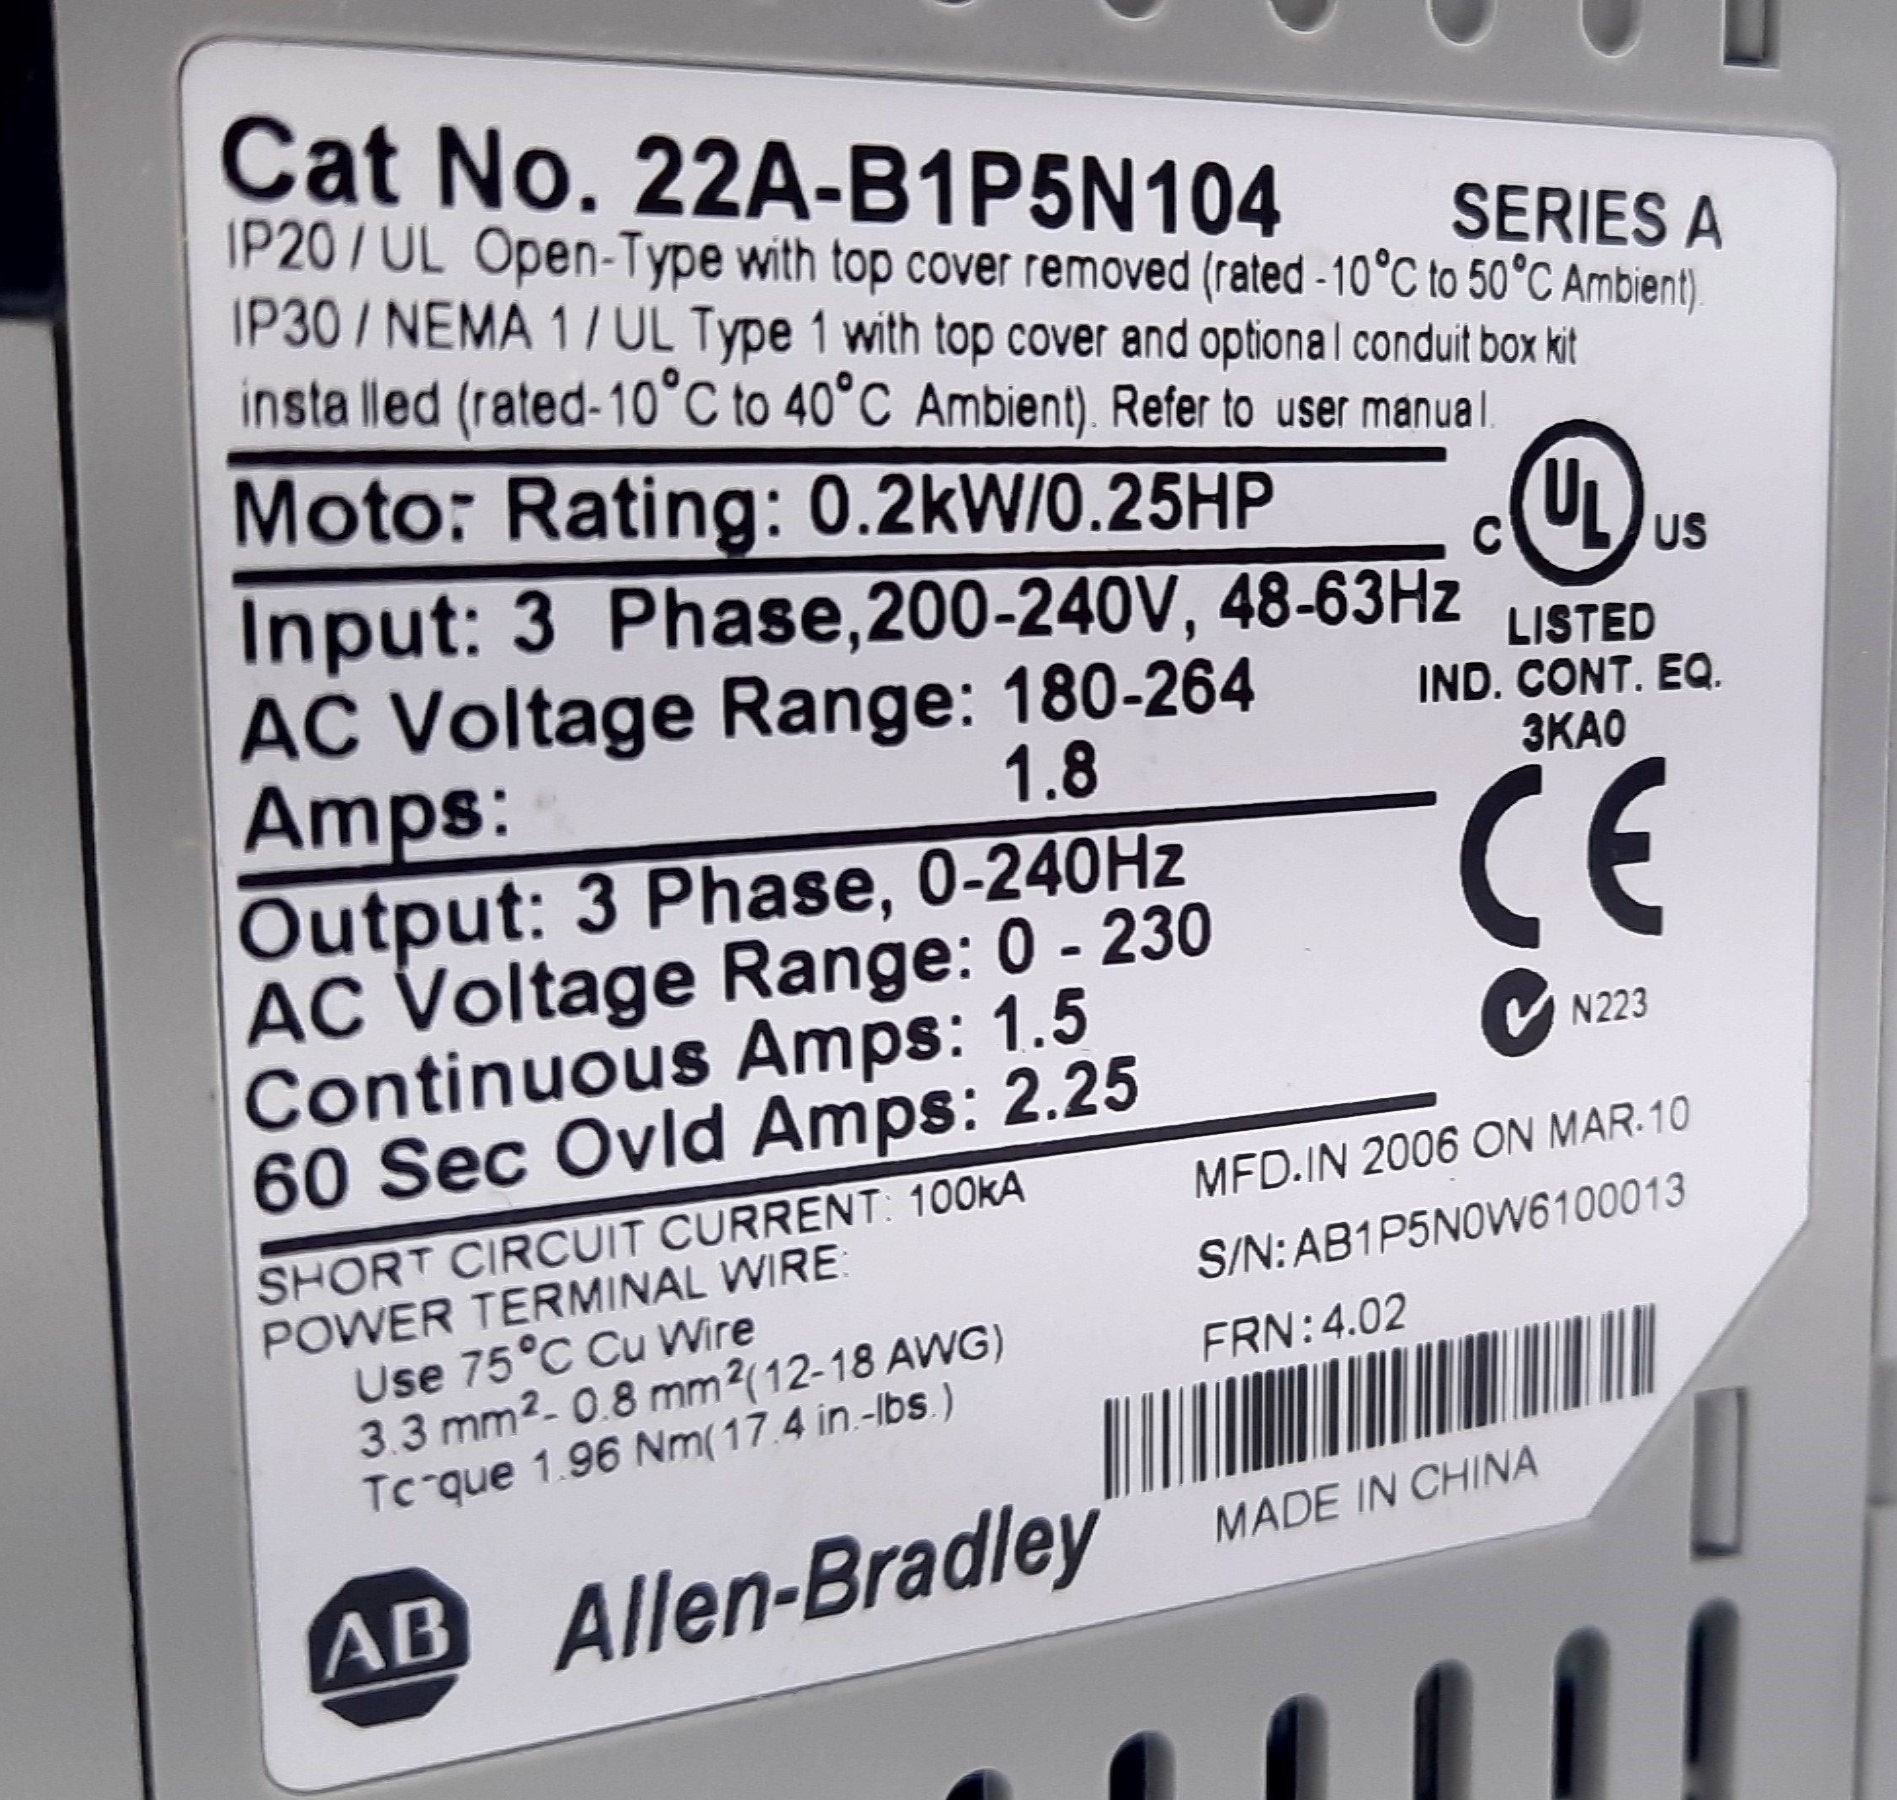 Cat No. 22A-B1P5N104 SERIES A
IP20 / UL Open-Type with top cover removed (rated -10°C to 50°C Ambient).
IP30 / NEMA 1 / UL Type 1 with top cover and optional conduit box kit
installed (rated-10°C to 40°C Ambient). Refer to user manual.
Motor Rating: 0.2kW/0.25HP
C UL US
LISTED
IND. CONT. EQ.
3KA0
Input: 3 Phase,200-240V, 48-63Hz
AC Voltage Range: 180-264
Amps: 1.8
CE
Output: 3 Phase, 0-240Hz
AC Voltage Range: 0 - 230
Continuous Amps: 1.5
60 Sec Ovld Amps: 2.25
N223
SHORT CIRCUIT CURRENT: 100kA
POWER TERMINAL WIRE:
Use 75°C Cu Wire
3.3 mm²- 0.8 mm²(12-18 AWG)
Torque 1.96 Nm(17.4 in.-lbs.)
MFD.IN 2006 ON MAR.10
S/N: AB1P5N0W6100013
FRN: 4.02
MADE IN CHINA
AB Allen-Bradley